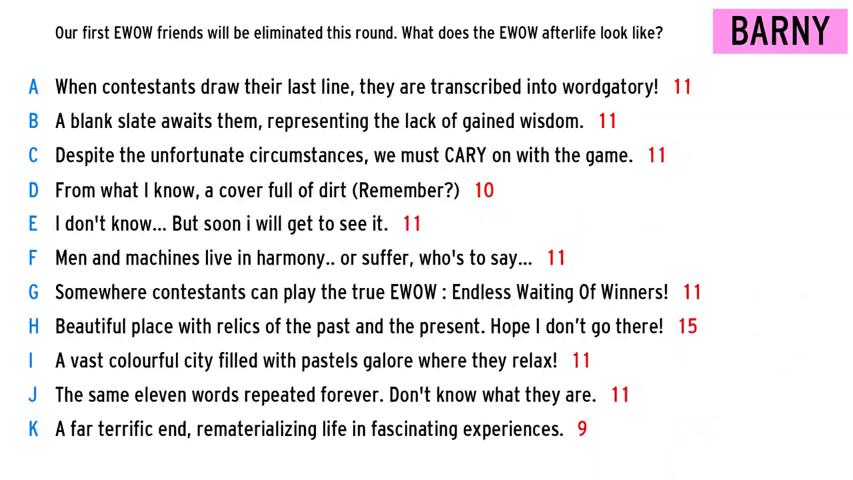 Our first EWOW friends will be eliminated this round. What does the EWOW afterlife look like?
BARNY
A When contestants draw their last line, they are transcribed into wordgatory! 11
B A blank slate awaits them, representing the lack of gained wisdom. 11
C Despite the unfortunate circumstances, we must CARY on with the game. 11
D From what I know, a cover full of dirt (Remember?) 10
E I don't know... But soon i will get to see it. 11
F Men and machines live in harmony.. or suffer, who's to say... 11
G Somewhere contestants can play the true EWOW : Endless Waiting Of Winners! 11
H Beautiful place with relics of the past and the present. Hope I don’t go there! 15
I A vast colourful city filled with pastels galore where they relax! 11
J The same eleven words repeated forever. Don't know what they are. 11
K A far terrific end, rematerializing life in fascinating experiences. 9